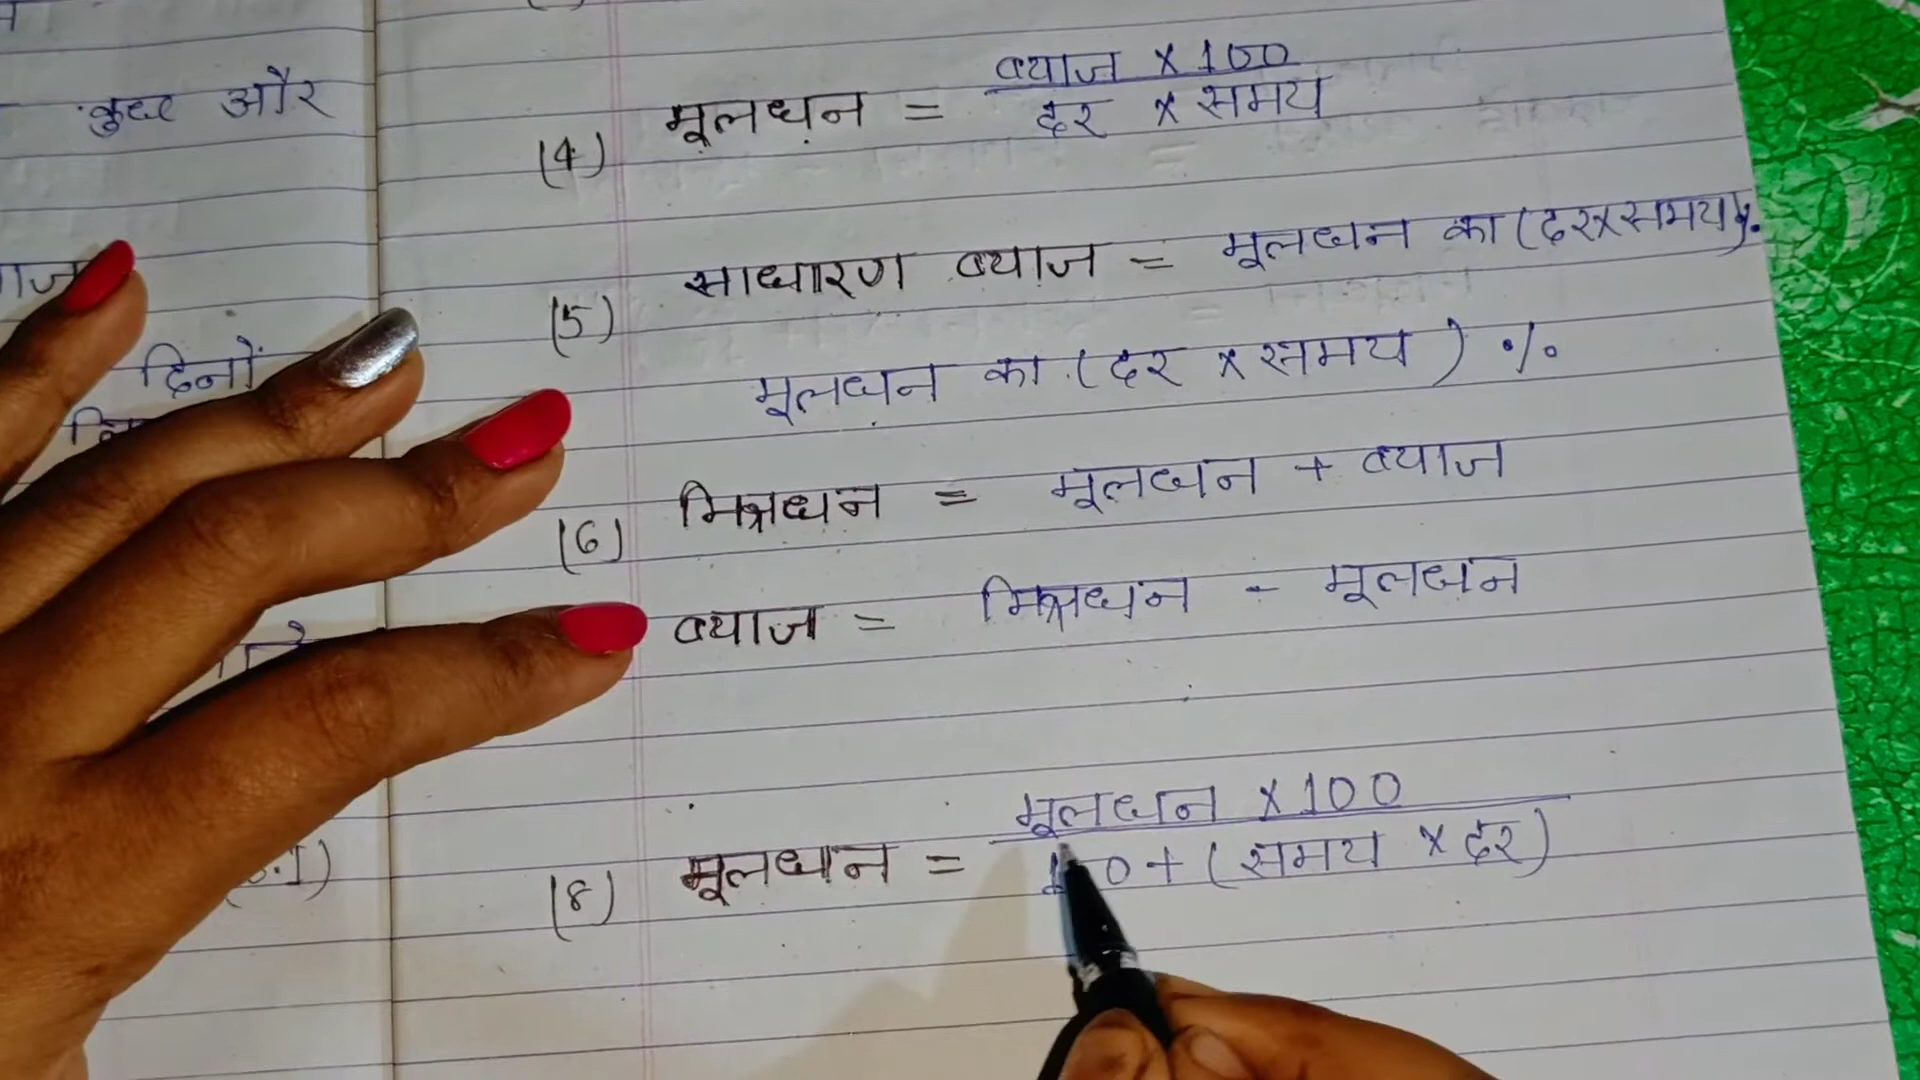 कुछ और
दिनों
(4) मूलधन = ब्याज × 100 / दर × समय
(5) साधारण ब्याज = मूलधन का (दर×समय)%
मूलधन का (दर × समय) %
(6) मिश्रधन = मूलधन + ब्याज
ब्याज = मिश्रधन - मूलधन
(8) मूलधन = मूलधन × 100 / 100 + (समय × दर)